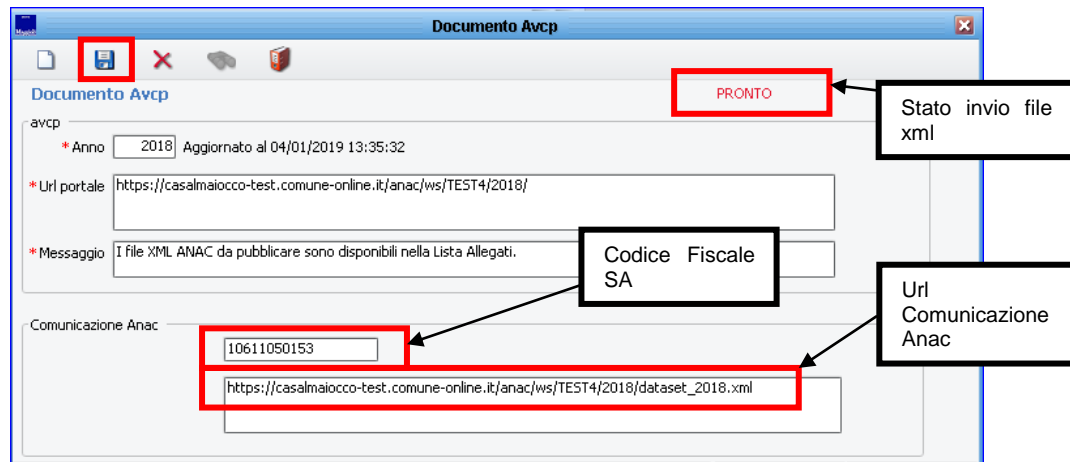 Documento Avcp
Documento Avcp
PRONTO
Stato invio file
xml
avcp
* Anno 2018 Aggiornato al 04/01/2019 13:35:32
* Url portale https://casalmaiocco-test.comune-online.it/anac/ws/TEST4/2018/
* Messaggio I file XML ANAC da pubblicare sono disponibili nella Lista Allegati.
Codice Fiscale
SA
Url
Comunicazione
Anac
Comunicazione Anac
10611050153
https://casalmaiocco-test.comune-online.it/anac/ws/TEST4/2018/dataset_2018.xml